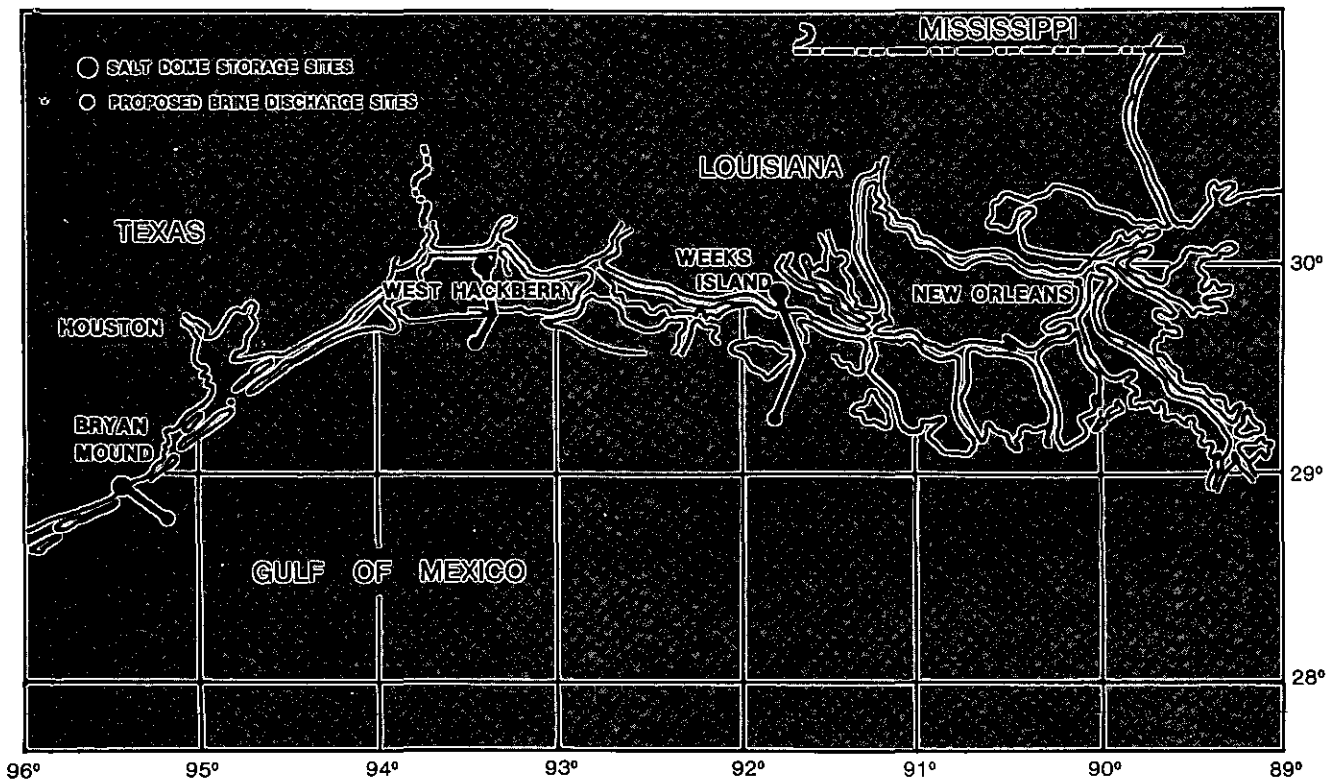 MISSISSIPPI
SALT DOME STORAGE SITES
PROPOSED BRINE DISCHARGE SITES
LOUISIANA
TEXAS
WEEKS
ISLAND
30°
WEST HACKBERRY
NEW ORLEANS
HOUSTON
BRYAN
MOUND
29°
GULF OF MEXICO
28°
96° 95° 94° 93° 92° 91° 90° 89°